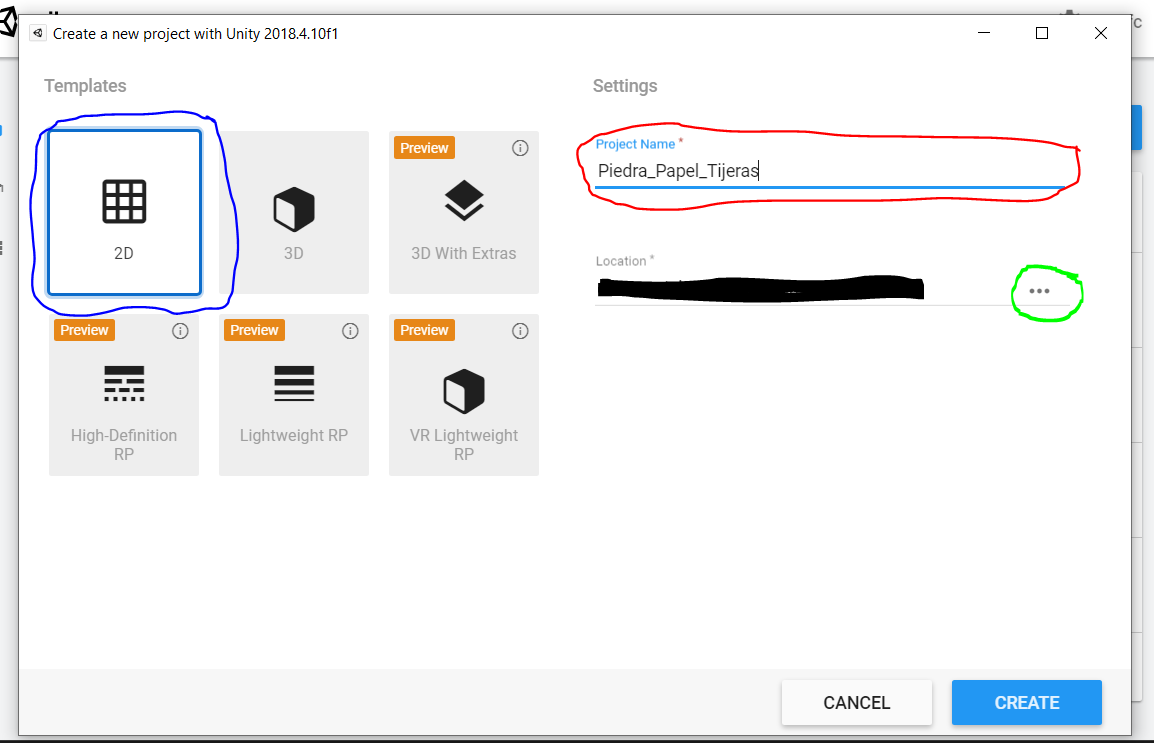 Create a new project with Unity 2018.4.10f1
Templates
Settings
2D
3D
Preview
3D With Extras
Preview
High-Definition
RP
Preview
Lightweight RP
Preview
VR Lightweight
RP
Project Name *
Piedra_Papel_Tijeras
Location *
CANCEL
CREATE